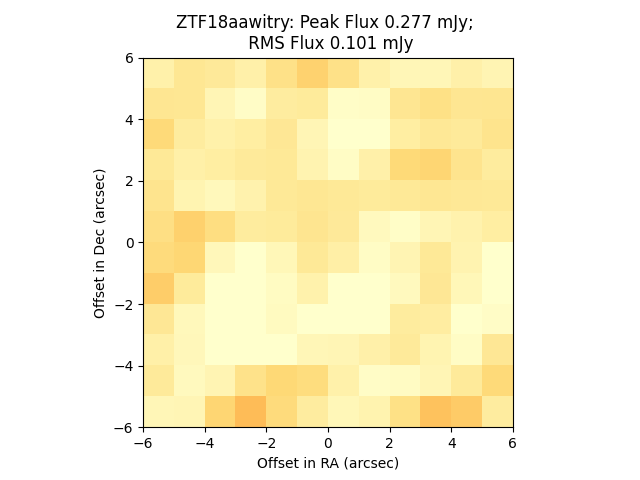 ZTF18aawitry: Peak Flux 0.277 mJy;
RMS Flux 0.101 mJy
6
4
2
0
−2
−4
−6
Offset in Dec (arcsec)
−6 −4 −2 0 2 4 6
Offset in RA (arcsec)